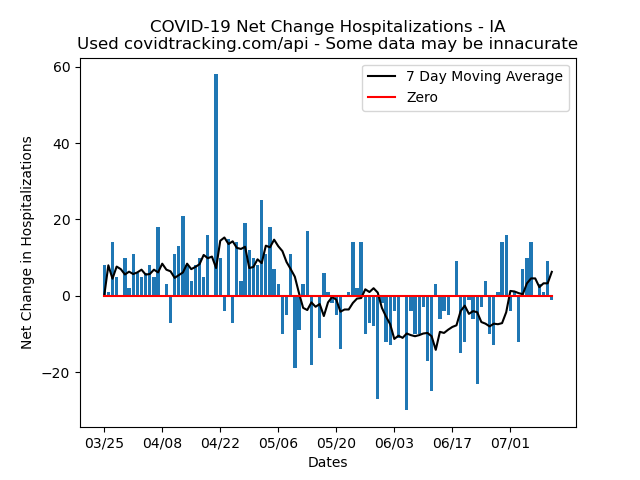 COVID-19 Net Change Hospitalizations - IA
Used covidtracking.com/api - Some data may be innacurate
7 Day Moving Average
Zero
Net Change in Hospitalizations
60
40
20
0
−20
03/25 04/08 04/22 05/06 05/20 06/03 06/17 07/01
Dates